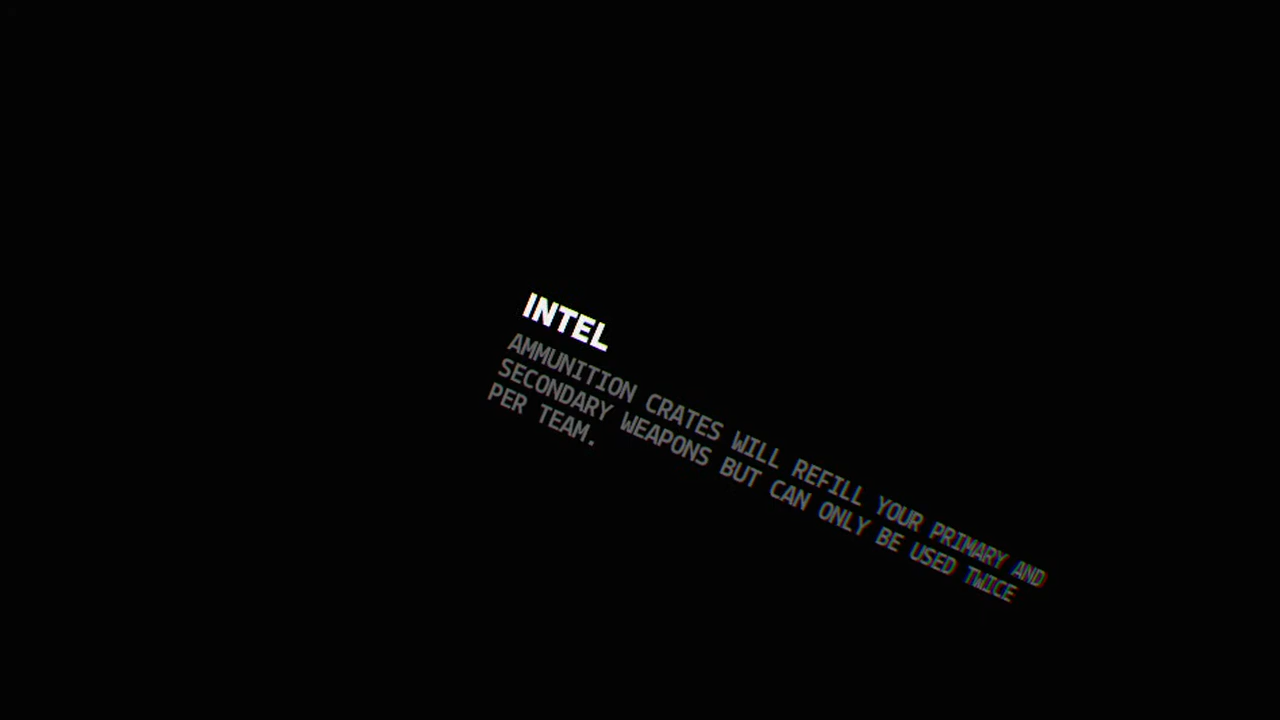 INTEL
AMMUNITION CRATES WILL REFILL YOUR PRIMARY AND
SECONDARY WEAPONS BUT CAN ONLY BE USED TWICE
PER TEAM.